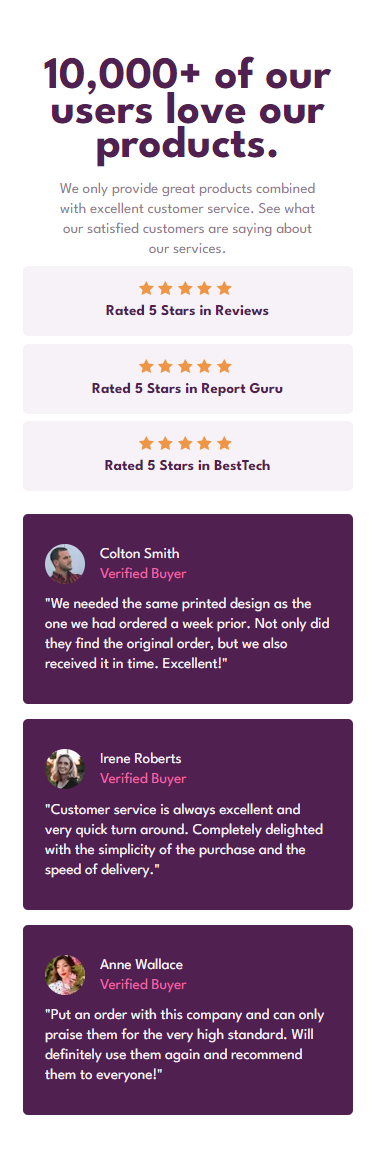 10,000+ of our
users love our
products.
We only provide great products combined
with excellent customer service. See what
our satisfied customers are saying about
our services.
Rated 5 Stars in Reviews
Rated 5 Stars in Report Guru
Rated 5 Stars in BestTech
Colton Smith
Verified Buyer
"We needed the same printed design as the
one we had ordered a week prior. Not only did
they find the original order, but we also
received it in time. Excellent!"
Irene Roberts
Verified Buyer
"Customer service is always excellent and
very quick turn around. Completely delighted
with the simplicity of the purchase and the
speed of delivery."
Anne Wallace
Verified Buyer
"Put an order with this company and can only
praise them for the very high standard. Will
definitely use them again and recommend
them to everyone!"